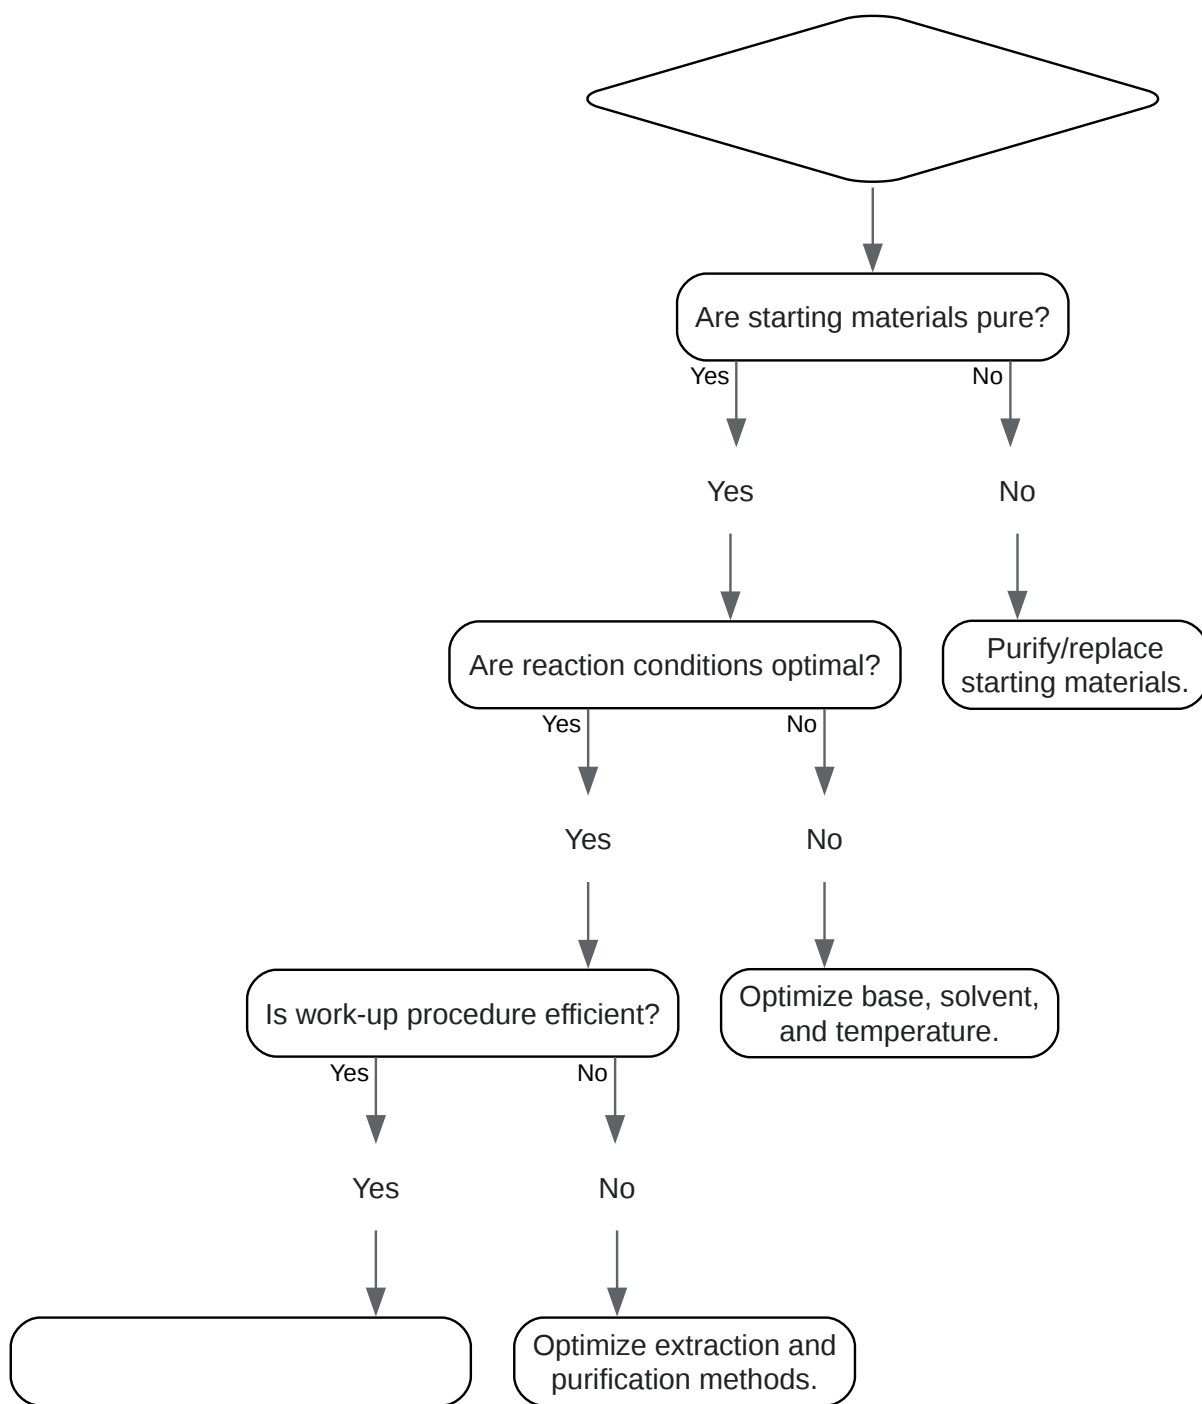 Are starting materials pure?
Yes
No
Yes
No
Are reaction conditions optimal?
Purify/replace
starting materials.
Yes
No
Yes
No
Is work-up procedure efficient?
Optimize base, solvent,
and temperature.
Yes
No
Yes
No
Optimize extraction and
purification methods.